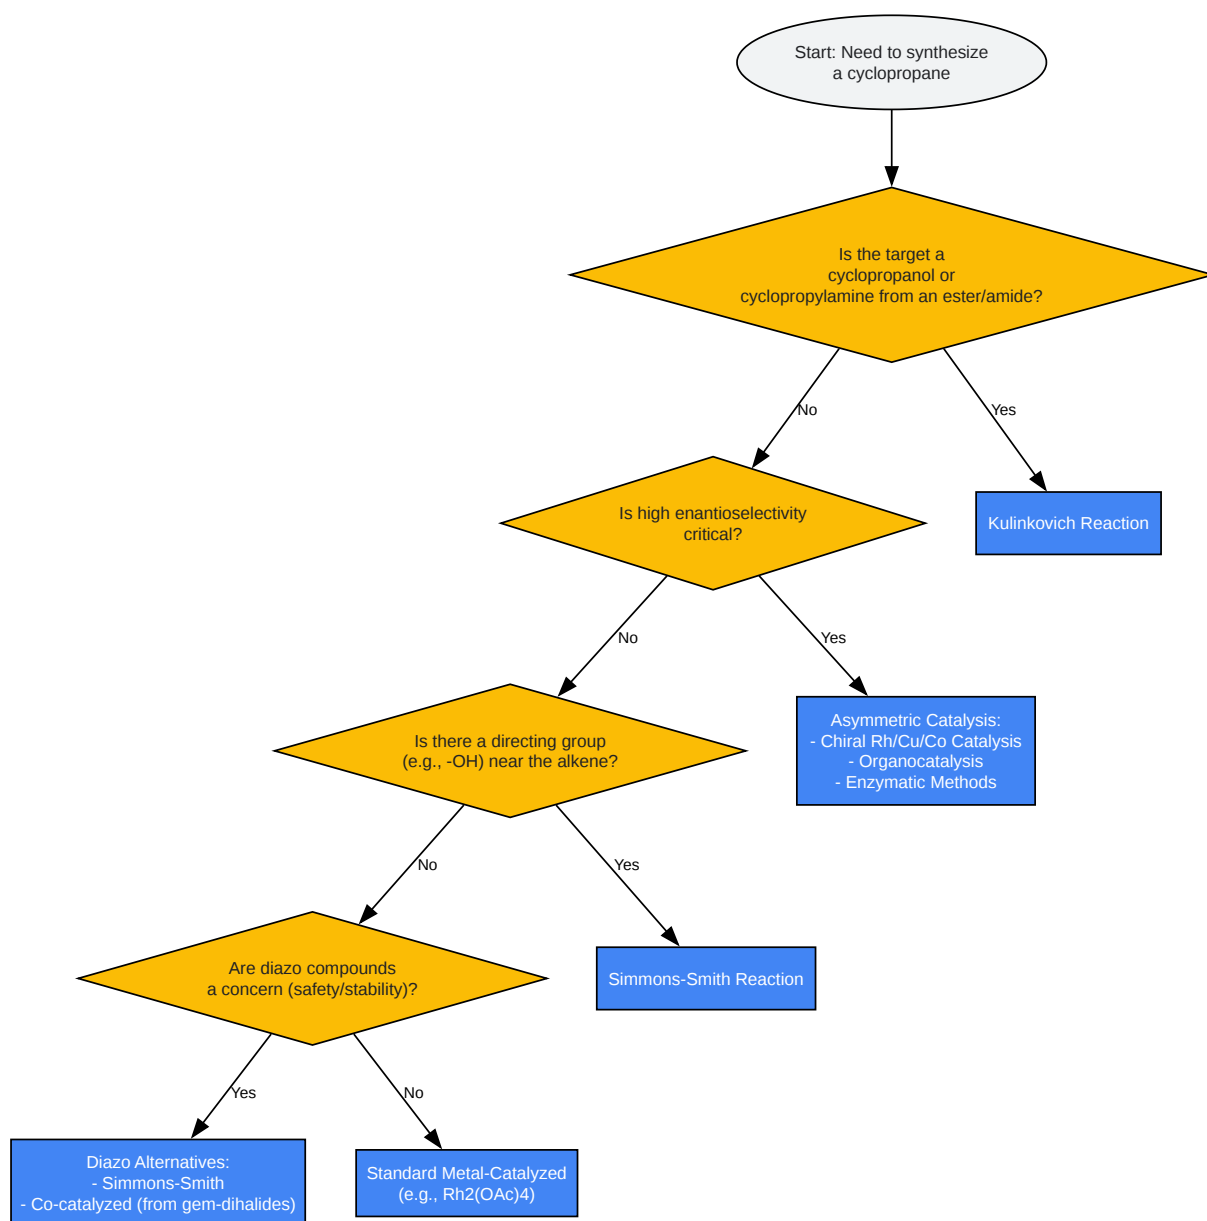 Start: Need to synthesize
a cyclopropane
Is the target a
cyclopropanol or
cyclopropylamine from an ester/amide?
No
Yes
Is high enantioselectivity
critical?
Kulinkovich Reaction
No
Yes
Is there a directing group
(e.g., -OH) near the alkene?
Asymmetric Catalysis:
- Chiral Rh/Cu/Co Catalysis
- Organocatalysis
- Enzymatic Methods
No
Yes
Are diazo compounds
a concern (safety/stability)?
Simmons-Smith Reaction
Yes
No
Diazo Alternatives:
- Simmons-Smith
- Co-catalyzed (from gem-dihalides)
Standard Metal-Catalyzed
(e.g., Rh2(OAc)4)